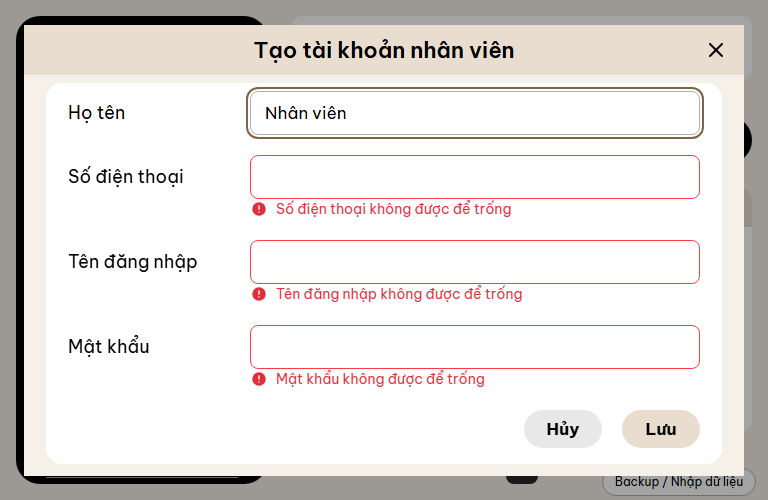 Tạo tài khoản nhân viên
Họ tên
Nhân viên
Số điện thoại
Số điện thoại không được để trống
Tên đăng nhập
Tên đăng nhập không được để trống
Mật khẩu
Mật khẩu không được để trống
Hủy
Lưu
Backup / Nhập dữ liệu